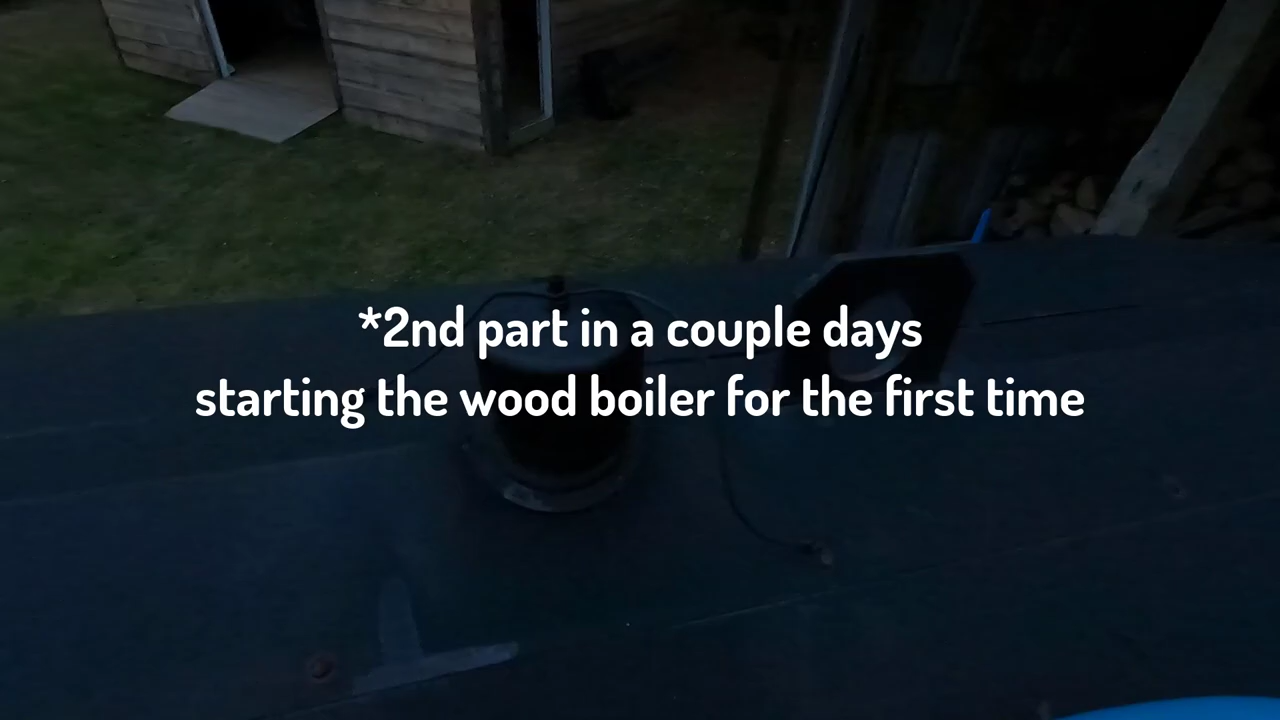 *2nd part in a couple days
starting the wood boiler for the first time